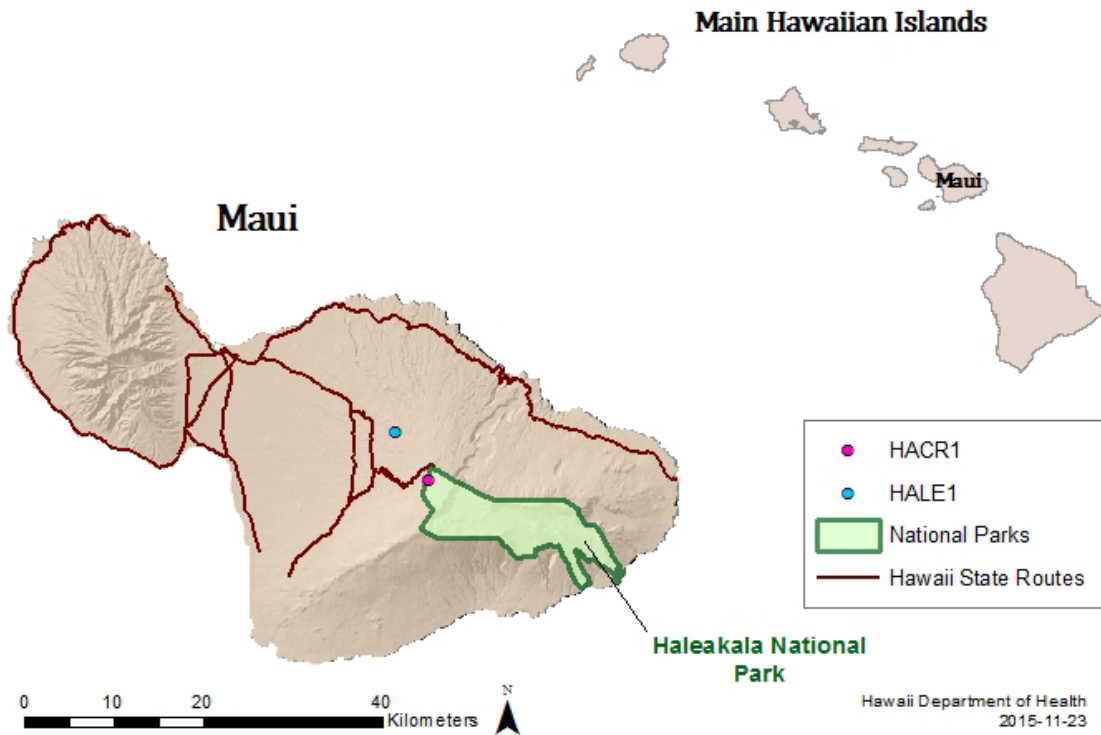 Main Hawaiian Islands
Maui
Maui
HACR1
HALE1
National Parks
Hawaii State Routes
Haleakala National
Park
0 10 20 40
Kilometers
N
Hawaii Department of Health
2015-11-23